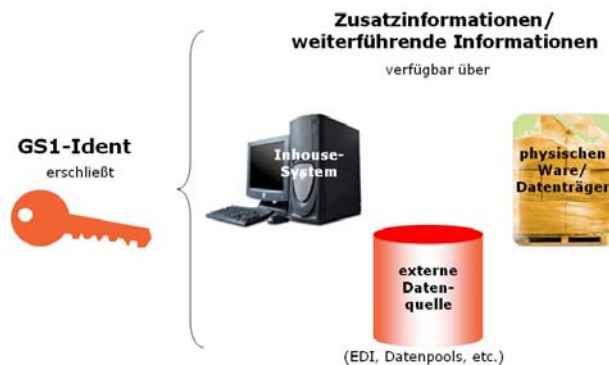 Zusatzinformationen/
weiterführende Informationen
verfügbar über
GS1-Ident
erschließt
Inhouse-
System
physischen
Ware/
Datenträger
externe
Daten-
quelle
(EDI, Datenpools, etc.)